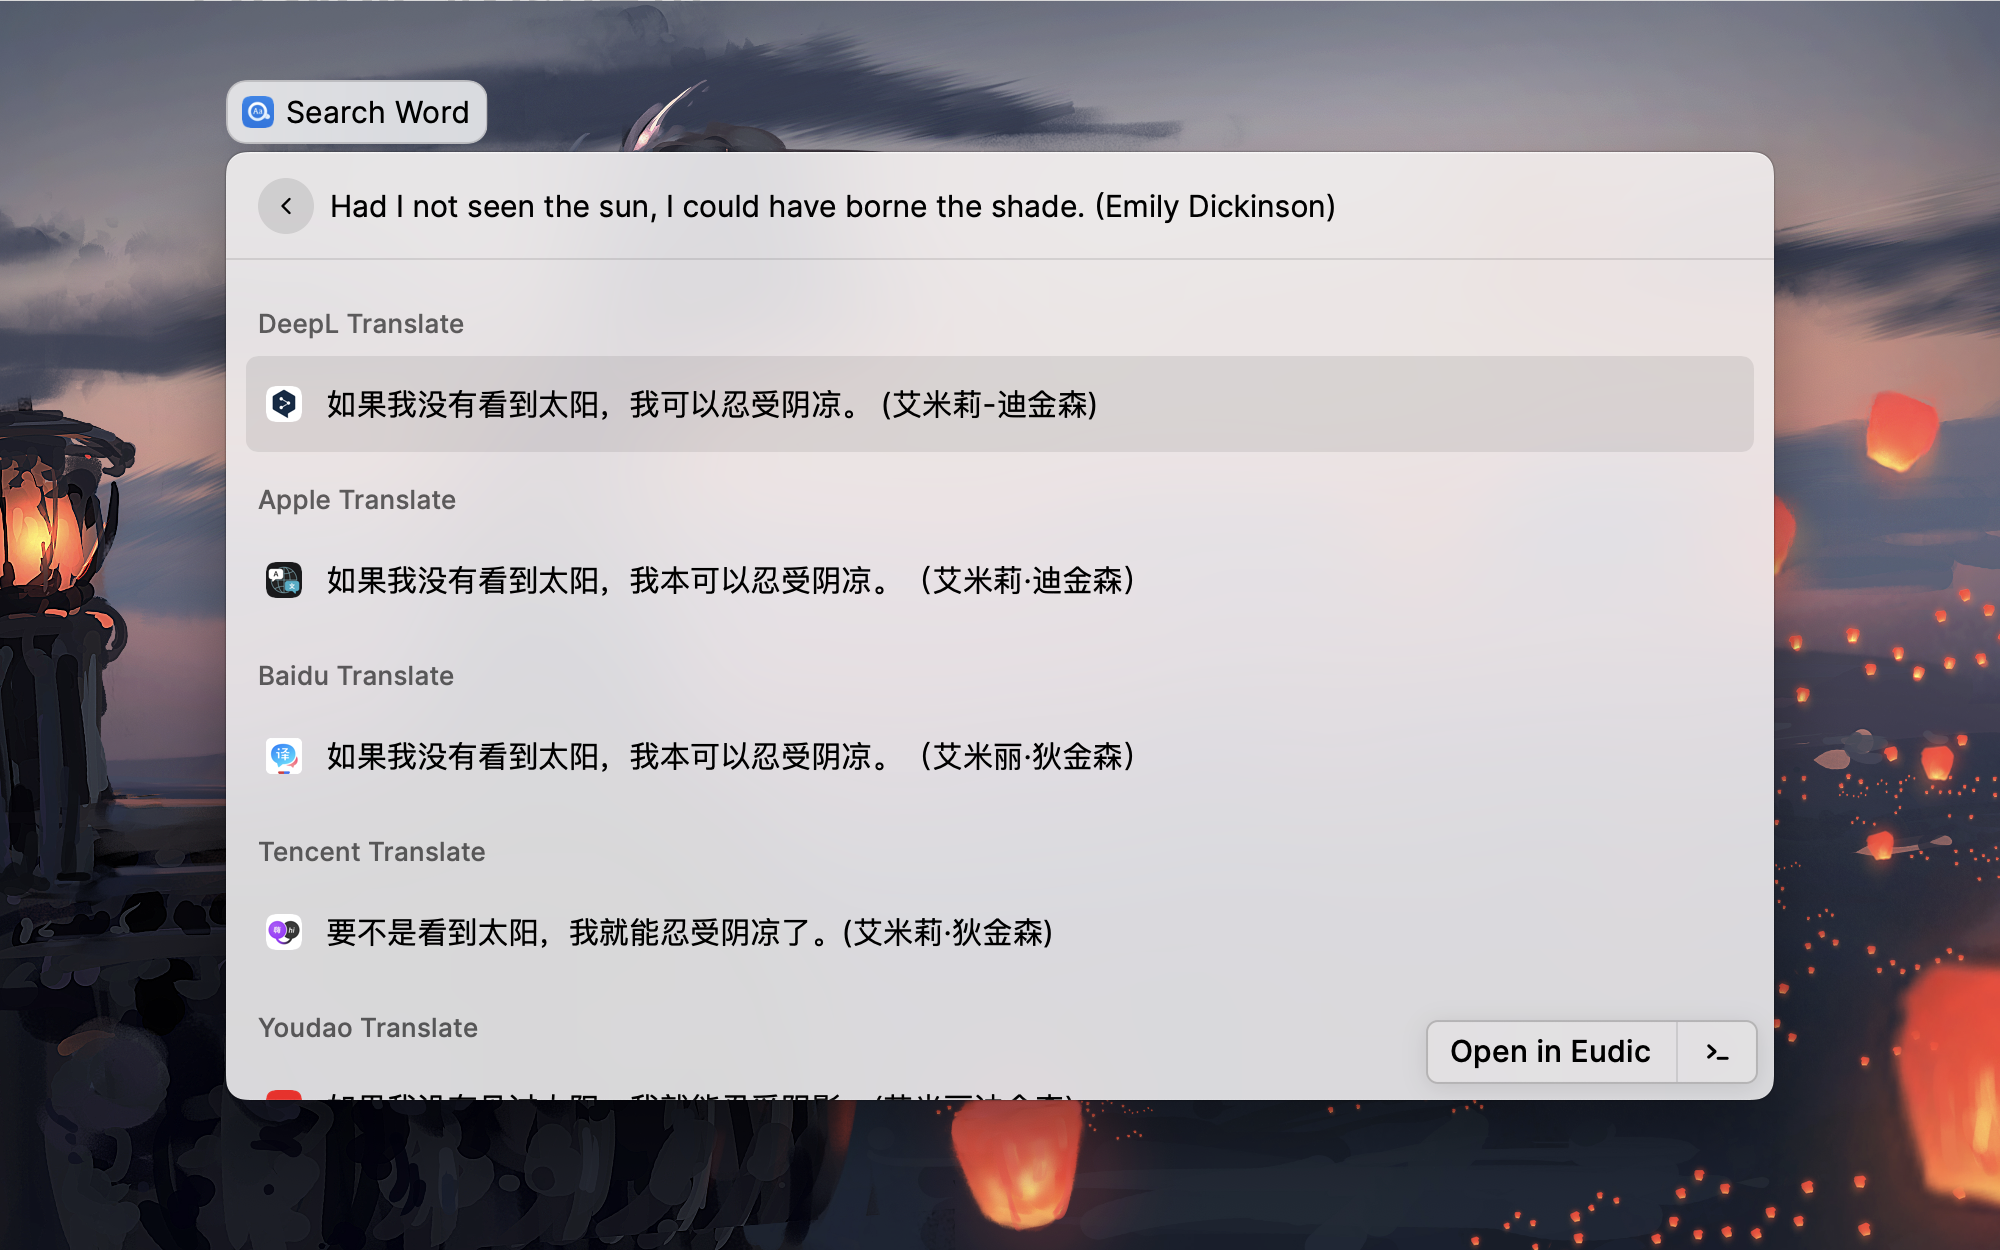 Search Word
Had I not seen the sun, I could have borne the shade. (Emily Dickinson)
DeepL Translate
如果我没有看到太阳，我可以忍受阴凉。 (艾米莉-迪金森)
Apple Translate
如果我没有看到太阳，我本可以忍受阴凉。（艾米莉·迪金森）
Baidu Translate
如果我没有看到太阳，我本可以忍受阴凉。（艾米丽·狄金森）
Tencent Translate
要不是看到太阳，我就能忍受阴凉了。(艾米莉·狄金森)
Youdao Translate
Open in Eudic